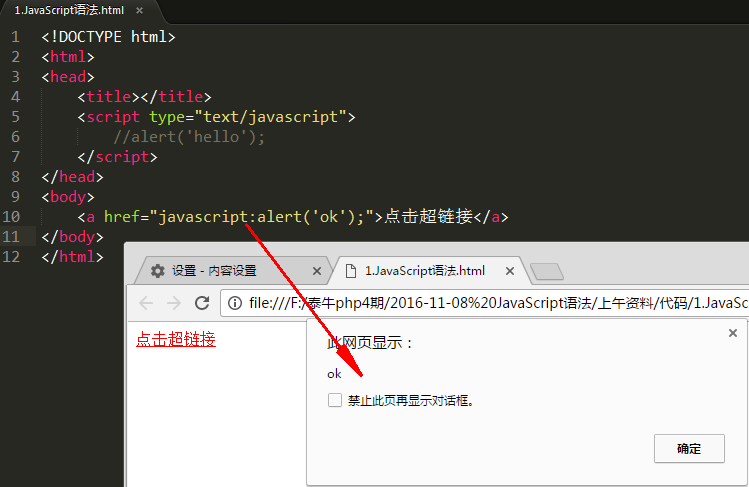 1.JavaScript语法.html ×
1 <!DOCTYPE html>
2 <html>
3 <head>
4 <title></title>
5 <script type="text/javascript">
6 //alert('hello');
7 </script>
8 </head>
9 <body>
10 <a href="javascript:alert('ok');">点击超链接</a>
11 </body>
12 </html>
设置 - 内容设置 × 1.JavaScript语法.html ×
file:///F:/泰牛php4期/2016-11-08%20JavaScript语法/上午资料/代码/1.JavaSc
点击超链接
此网页显示：
ok
禁止此页再显示对话框。
确定